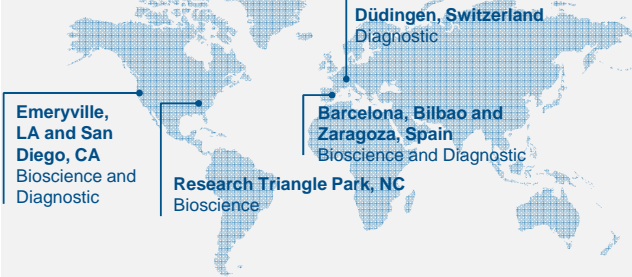 Düdingen, Switzerland
Diagnostic
Emeryville,
LA and San
Diego, CA
Bioscience and
Diagnostic
Barcelona, Bilbao and
Zaragoza, Spain
Bioscience and Diagnostic
Research Triangle Park, NC
Bioscience